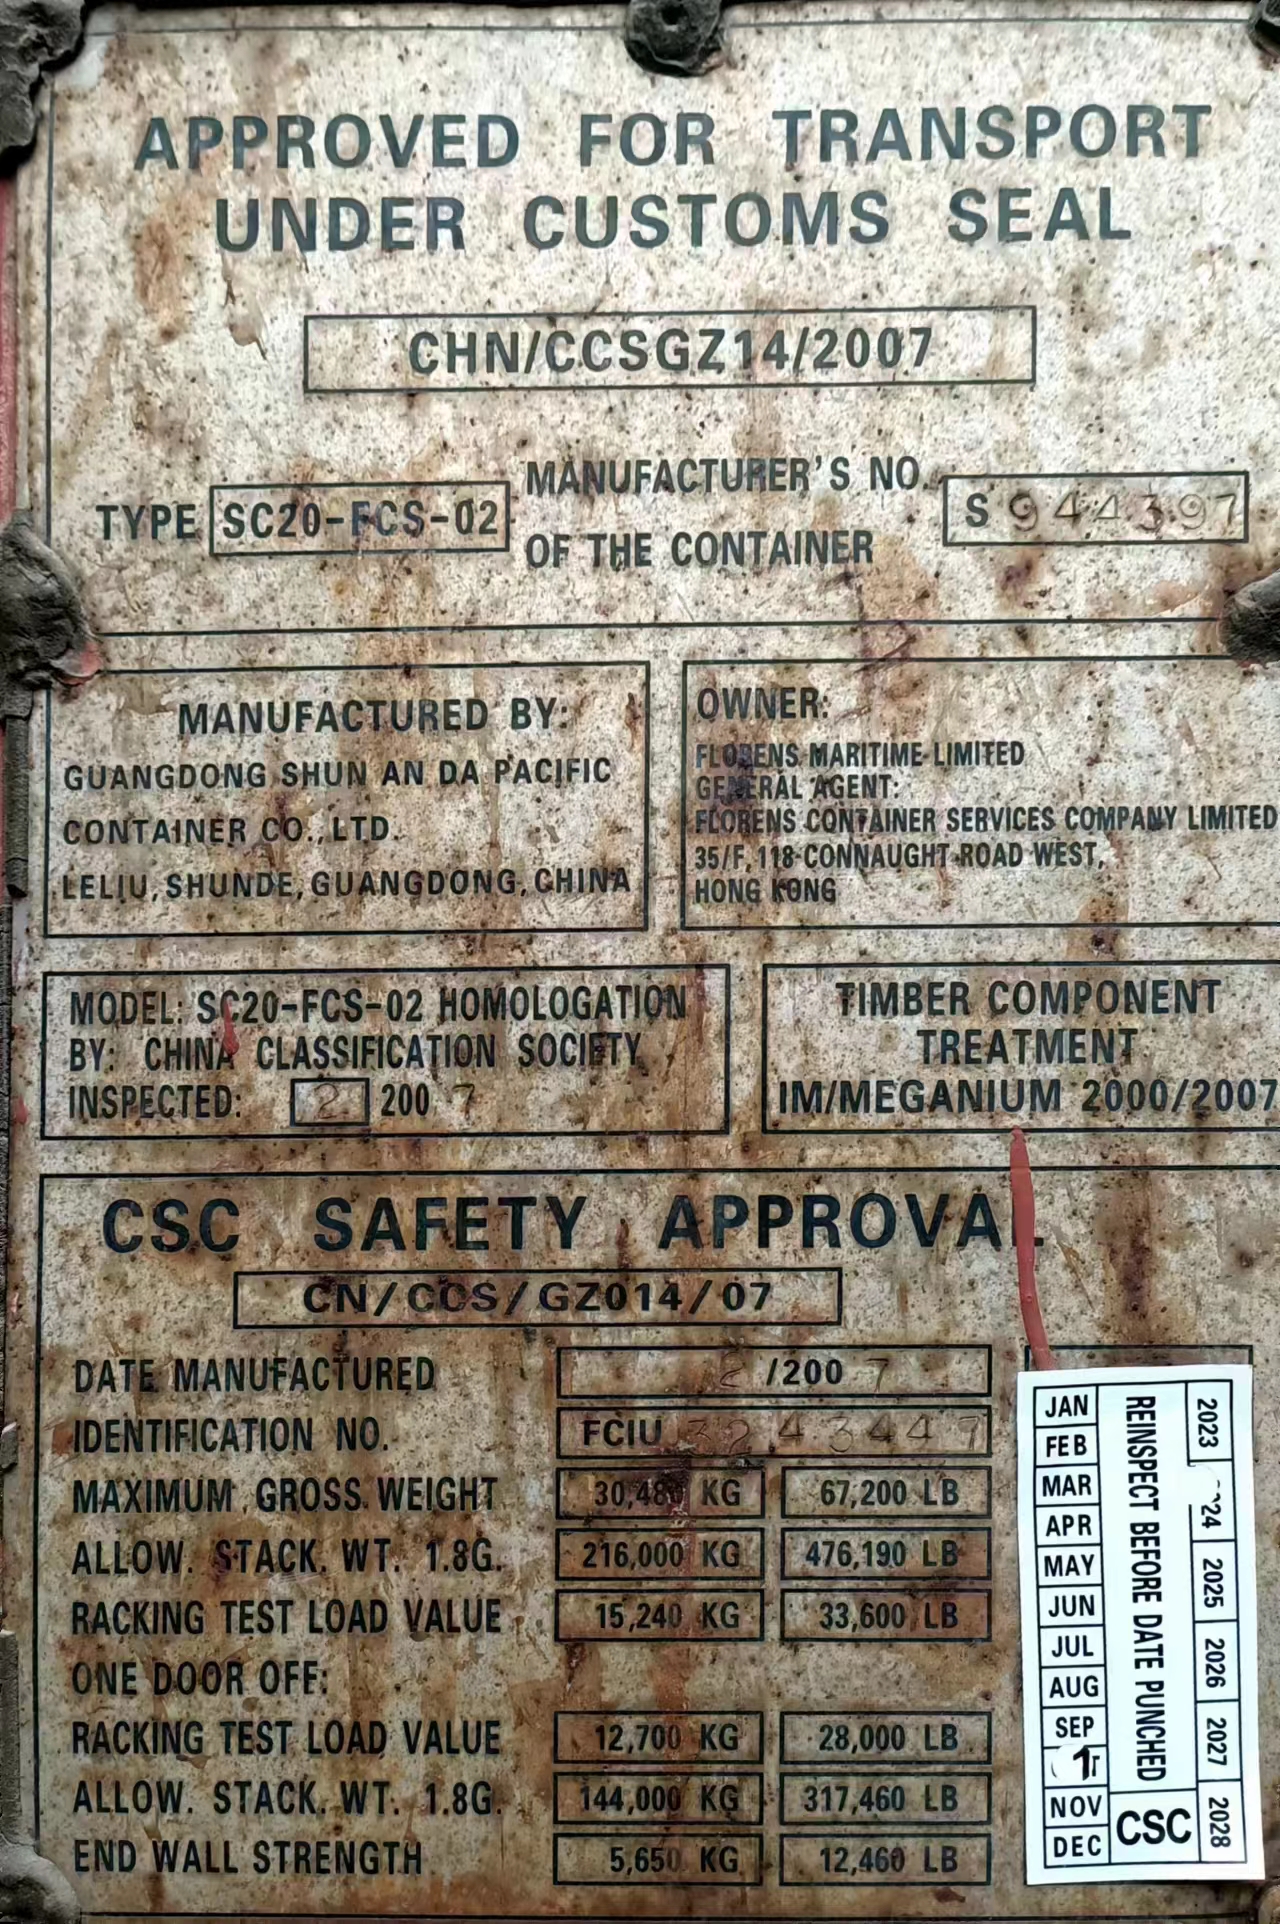 APPROVED FOR TRANSPORT
UNDER CUSTOMS SEAL
CHN/CCSGZ14/2007
TYPE SC20-FCS-02
MANUFACTURER'S NO.
OF THE CONTAINER
S 944397
MANUFACTURED BY:
GUANGDONG SHUN AN DA PACIFIC
CONTAINER CO., LTD.
LELIU, SHUNDE, GUANGDONG, CHINA
OWNER:
FLORENS MARITIME LIMITED
GENERAL AGENT:
FLORENS CONTAINER SERVICES COMPANY LIMITED
35/F, 118 CONNAUGHT ROAD WEST,
HONG KONG
MODEL: SC20-FCS-02 HOMOLOGATION
BY: CHINA CLASSIFICATION SOCIETY
INSPECTED: 2 2007
TIMBER COMPONENT
TREATMENT
IM/MEGANIUM 2000/2007
CSC SAFETY APPROVAL
CN/CCS/GZ014/07
DATE MANUFACTURED 2/2007
IDENTIFICATION NO. FCIU 3243447
MAXIMUM GROSS WEIGHT 30,480 KG 67,200 LB
ALLOW. STACK. WT. 1.8G. 216,000 KG 476,190 LB
RACKING TEST LOAD VALUE 15,240 KG 33,600 LB
ONE DOOR OFF:
RACKING TEST LOAD VALUE 12,700 KG 28,000 LB
ALLOW. STACK. WT. 1.8G. 144,000 KG 317,460 LB
END WALL STRENGTH 5,650 KG 12,460 LB
JAN
FEB
MAR
APR
MAY
JUN
JUL
AUG
SEP
NOV
DEC
REINSPECT BEFORE DATE PUNCHED
CSC
2023
24
2025
2026
2027
2028